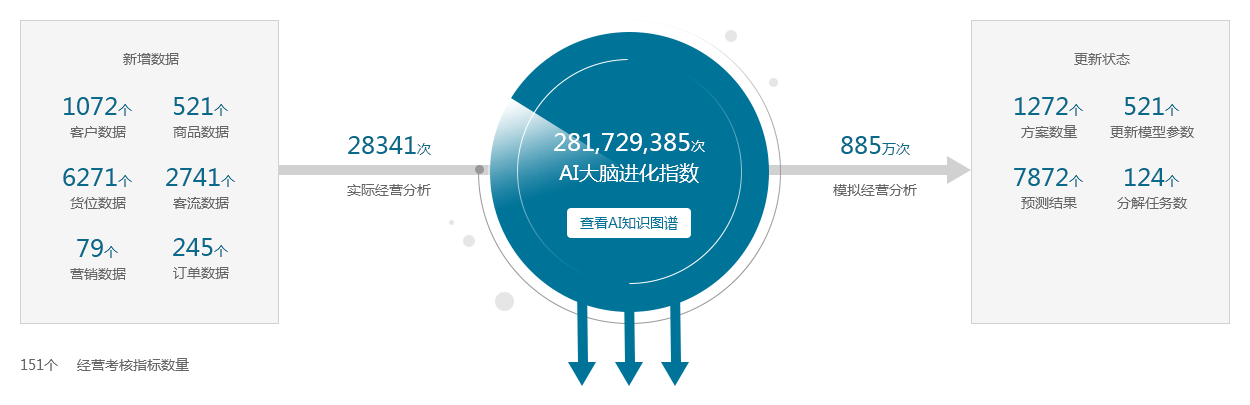 新增数据
1072个 521个
客户数据 商品数据
6271个 2741个
货位数据 客流数据
79个 245个
营销数据 订单数据
28341次
实际经营分析
281,729,385次
AI大脑进化指数
查看AI知识图谱
885万次
模拟经营分析
更新状态
1272个 521个
方案数量 更新模型参数
7872个 124个
预测结果 分解任务数
151个 经营考核指标数量